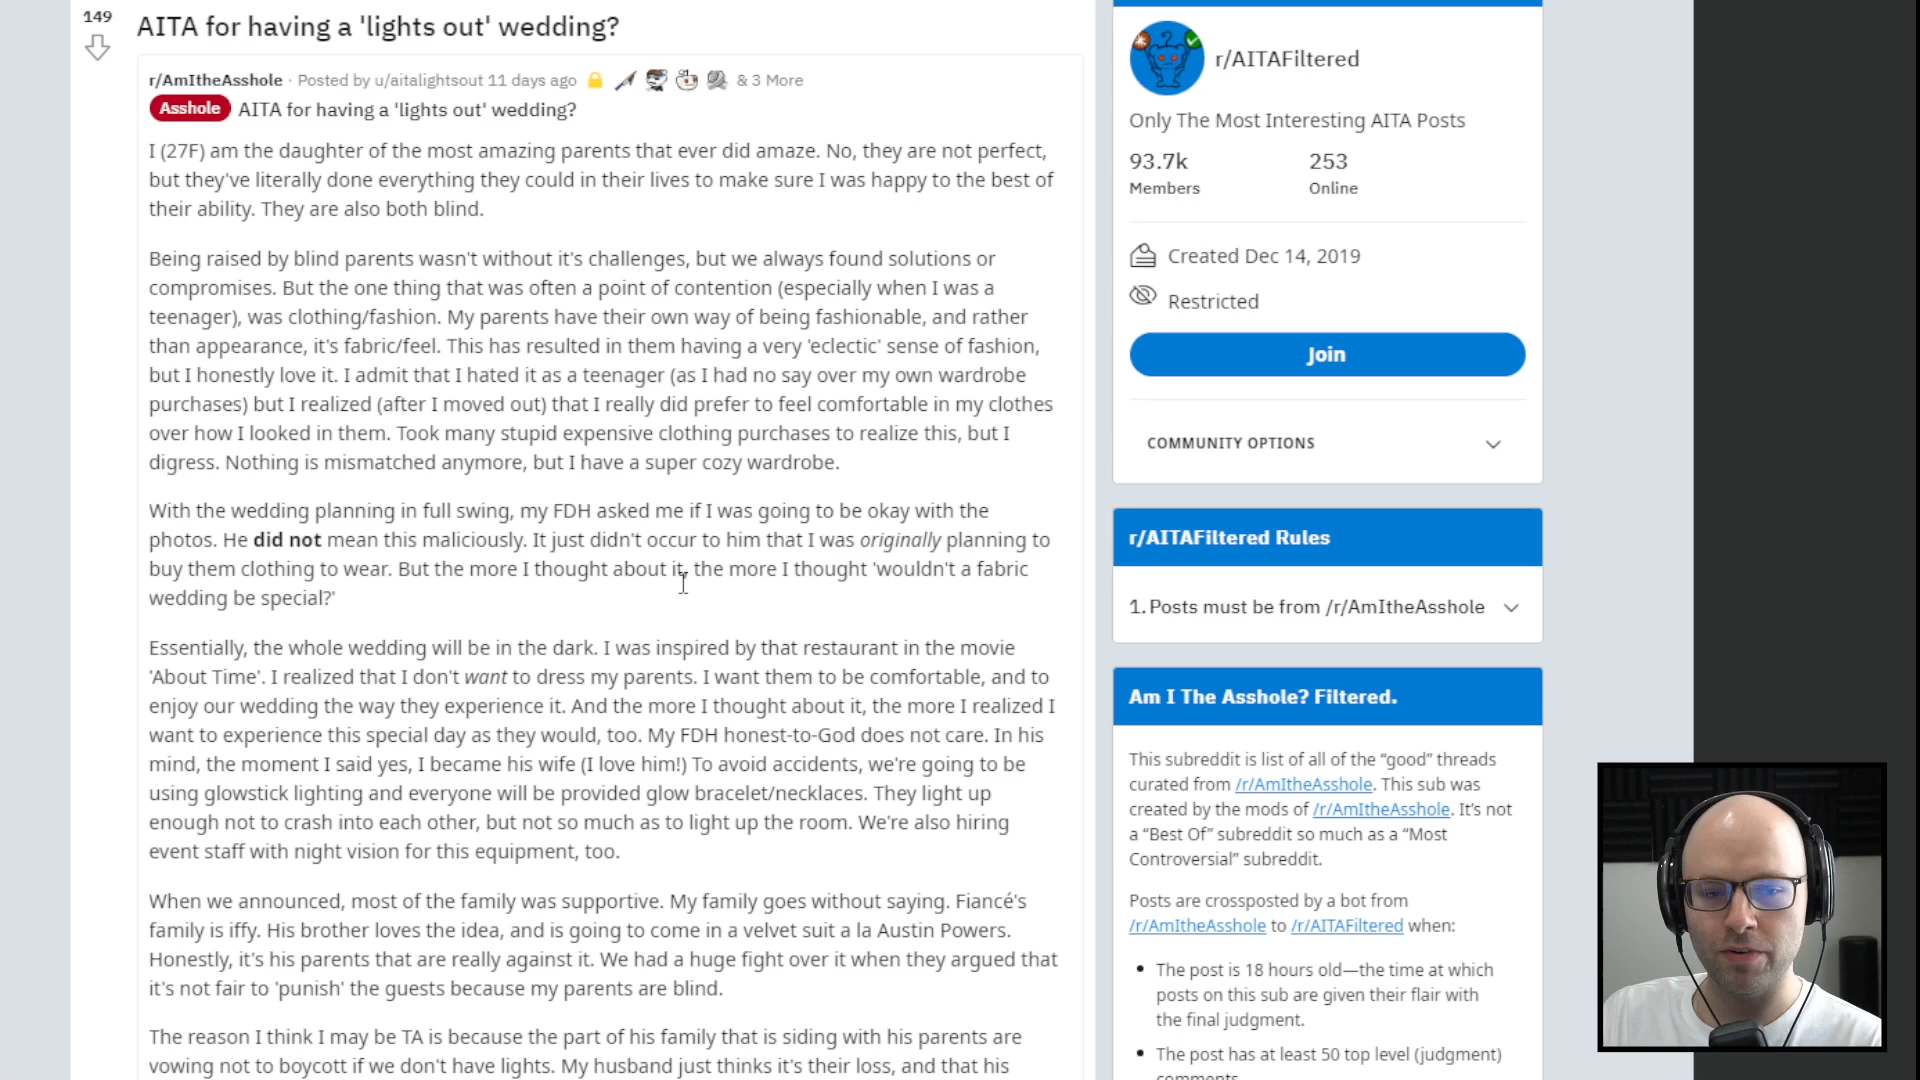 149
AITA for having a 'lights out' wedding?
r/AmItheAsshole · Posted by u/aitalightsout 11 days ago & 3 More
Asshole AITA for having a 'lights out' wedding?
I (27F) am the daughter of the most amazing parents that ever did amaze. No, they are not perfect,
but they've literally done everything they could in their lives to make sure I was happy to the best of
their ability. They are also both blind.
Being raised by blind parents wasn't without it's challenges, but we always found solutions or
compromises. But the one thing that was often a point of contention (especially when I was a
teenager), was clothing/fashion. My parents have their own way of being fashionable, and rather
than appearance, it's fabric/feel. This has resulted in them having a very 'eclectic' sense of fashion,
but I honestly love it. I admit that I hated it as a teenager (as I had no say over my own wardrobe
purchases) but I realized (after I moved out) that I really did prefer to feel comfortable in my clothes
over how I looked in them. Took many stupid expensive clothing purchases to realize this, but I
digress. Nothing is mismatched anymore, but I have a super cozy wardrobe.
With the wedding planning in full swing, my FDH asked me if I was going to be okay with the
photos. He did not mean this maliciously. It just didn't occur to him that I was originally planning to
buy them clothing to wear. But the more I thought about it, the more I thought 'wouldn't a fabric
wedding be special?'
Essentially, the whole wedding will be in the dark. I was inspired by that restaurant in the movie
'About Time'. I realized that I don't want to dress my parents. I want them to be comfortable, and to
enjoy our wedding the way they experience it. And the more I thought about it, the more I realized I
want to experience this special day as they would, too. My FDH honest-to-God does not care. In his
mind, the moment I said yes, I became his wife (I love him!) To avoid accidents, we're going to be
using glowstick lighting and everyone will be provided glow bracelet/necklaces. They light up
enough not to crash into each other, but not so much as to light up the room. We're also hiring
event staff with night vision for this equipment, too.
When we announced, most of the family was supportive. My family goes without saying. Fiancé's
family is iffy. His brother loves the idea, and is going to come in a velvet suit a la Austin Powers.
Honestly, it's his parents that are really against it. We had a huge fight over it when they argued that
it's not fair to 'punish' the guests because my parents are blind.
The reason I think I may be TA is because the part of his family that is siding with his parents are
vowing not to boycott if we don't have lights. My husband just thinks it's their loss, and that his
r/AITAFiltered
Only The Most Interesting AITA Posts
93.7k 253
Members Online
Created Dec 14, 2019
Restricted
Join
COMMUNITY OPTIONS
r/AITAFiltered Rules
1. Posts must be from /r/AmItheAsshole
Am I The Asshole? Filtered.
This subreddit is list of all of the “good” threads
curated from /r/AmItheAsshole. This sub was
created by the mods of /r/AmItheAsshole. It’s not
a “Best Of” subreddit so much as a “Most
Controversial” subreddit.
Posts are crossposted by a bot from
/r/AmItheAsshole to /r/AITAFiltered when:
• The post is 18 hours old—the time at which
posts on this sub are given their flair with
the final judgment.
• The post has at least 50 top level (judgment)
comments